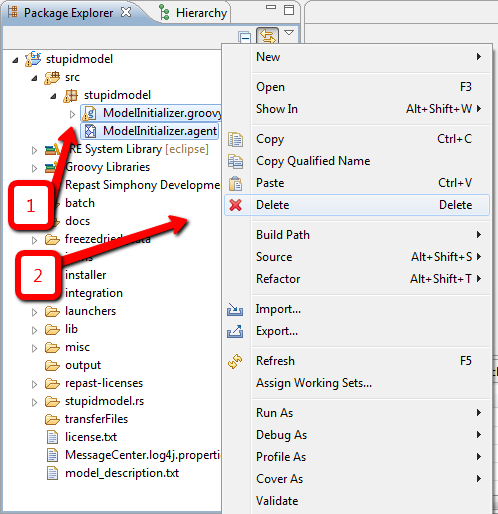 Package Explorer
Hierarchy
stupidmodel
src
stupidmodel
ModelInitializer.groovy
ModelInitializer.agent
RE System Library [eclipse]
Groovy Libraries
Repast Simphony Developme
batch
docs
freezedried data
installer
integration
launchers
lib
misc
output
repast-licenses
stupidmodel.rs
transferFiles
license.txt
MessageCenter.log4j.propertie
model_description.txt
1
2
New
Open F3
Show In Alt+Shift+W
Copy Ctrl+C
Copy Qualified Name
Paste Ctrl+V
Delete Delete
Build Path
Source Alt+Shift+S
Refactor Alt+Shift+T
Import...
Export...
Refresh F5
Assign Working Sets...
Run As
Debug As
Profile As
Cover As
Validate